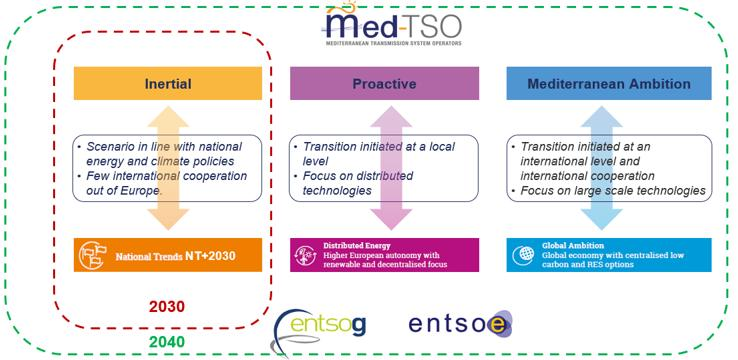 med-TSO
MEDITERRANEAN TRANSMISSION SYSTEM OPERATORS
Inertial
Proactive
Mediterranean Ambition
• Scenario in line with national
energy and climate policies
• Few international cooperation
out of Europe.
• Transition initiated at a local
level
• Focus on distributed
technologies
• Transition initiated at an
international level and
international cooperation
• Focus on large scale technologies
National Trends NT+2030
Distributed Energy
Higher European autonomy with
renewable and decentralised focus
Global Ambition
Global economy with centralised low
carbon and RES options
2030
2040
entsog
entsoe